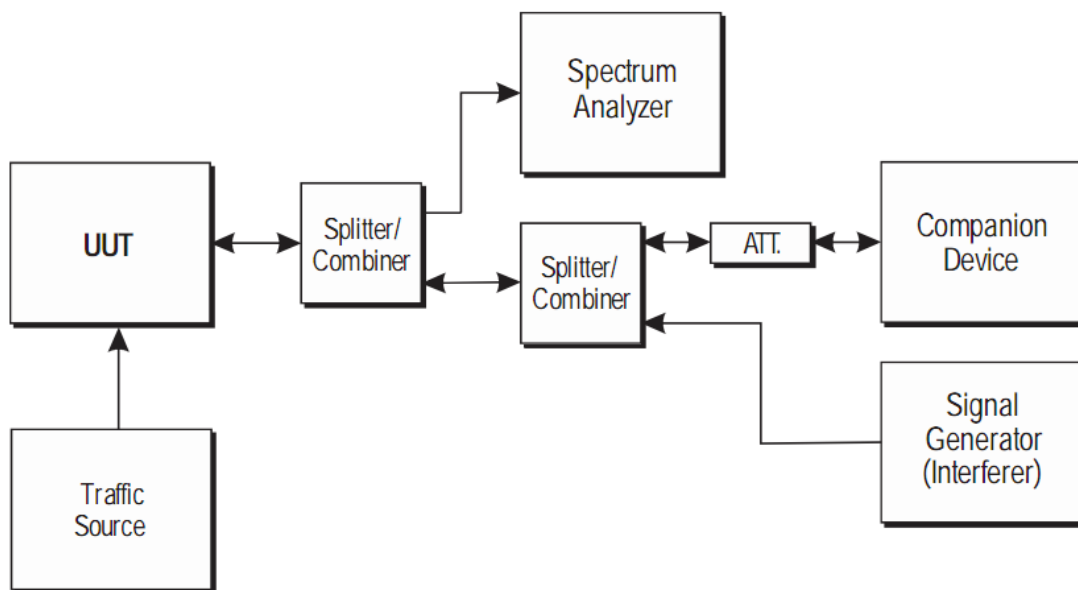 Spectrum
Analyzer
UUT
Splitter/
Combiner
Splitter/
Combiner
ATT.
Companion
Device
Traffic
Source
Signal
Generator
(Interferer)